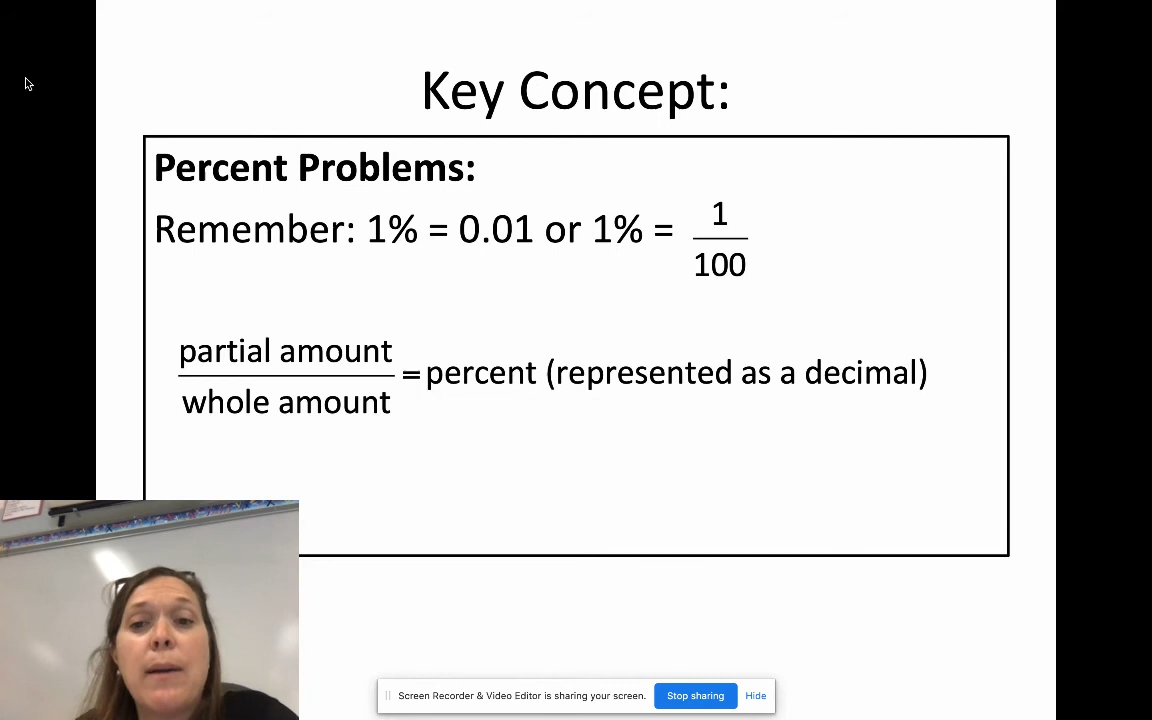 Key Concept:
Percent Problems:
Remember: 1% = 0.01 or 1% = 1/100
partial amount/whole amount = percent (represented as a decimal)
Screen Recorder & Video Editor is sharing your screen. Stop sharing Hide